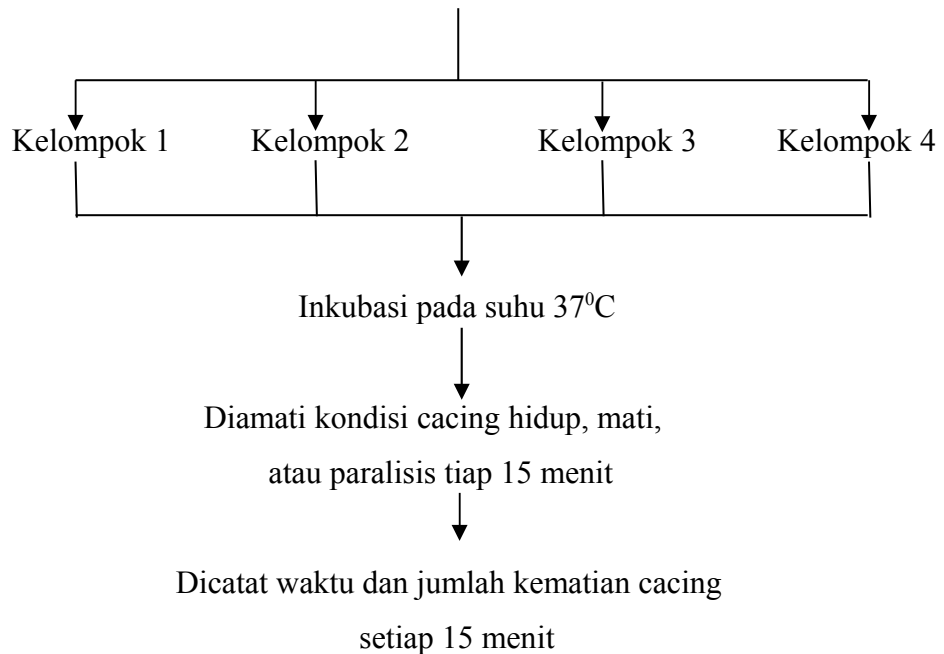 Kelompok 1 Kelompok 2 Kelompok 3 Kelompok 4
Inkubasi pada suhu 37⁰C
Diamati kondisi cacing hidup, mati,
atau paralisis tiap 15 menit
Dicatat waktu dan jumlah kematian cacing
setiap 15 menit